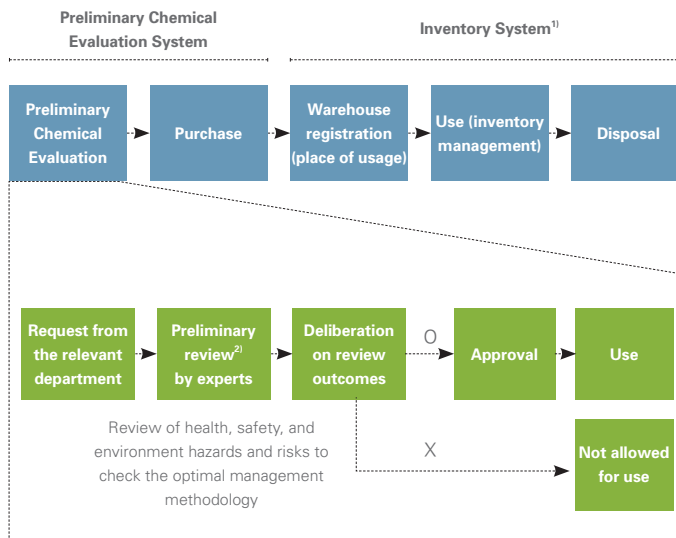 Preliminary Chemical
Evaluation System
Inventory System1)
Preliminary
Chemical
Evaluation
Purchase
Warehouse
registration
(place of usage)
Use (inventory
management)
Disposal
Request from
the relevant
department
Preliminary
review2)
by experts
Deliberation
on review
outcomes
O
Approval
Use
Review of health, safety, and
environment hazards and risks to
check the optimal management
methodology
X
Not allowed
for use